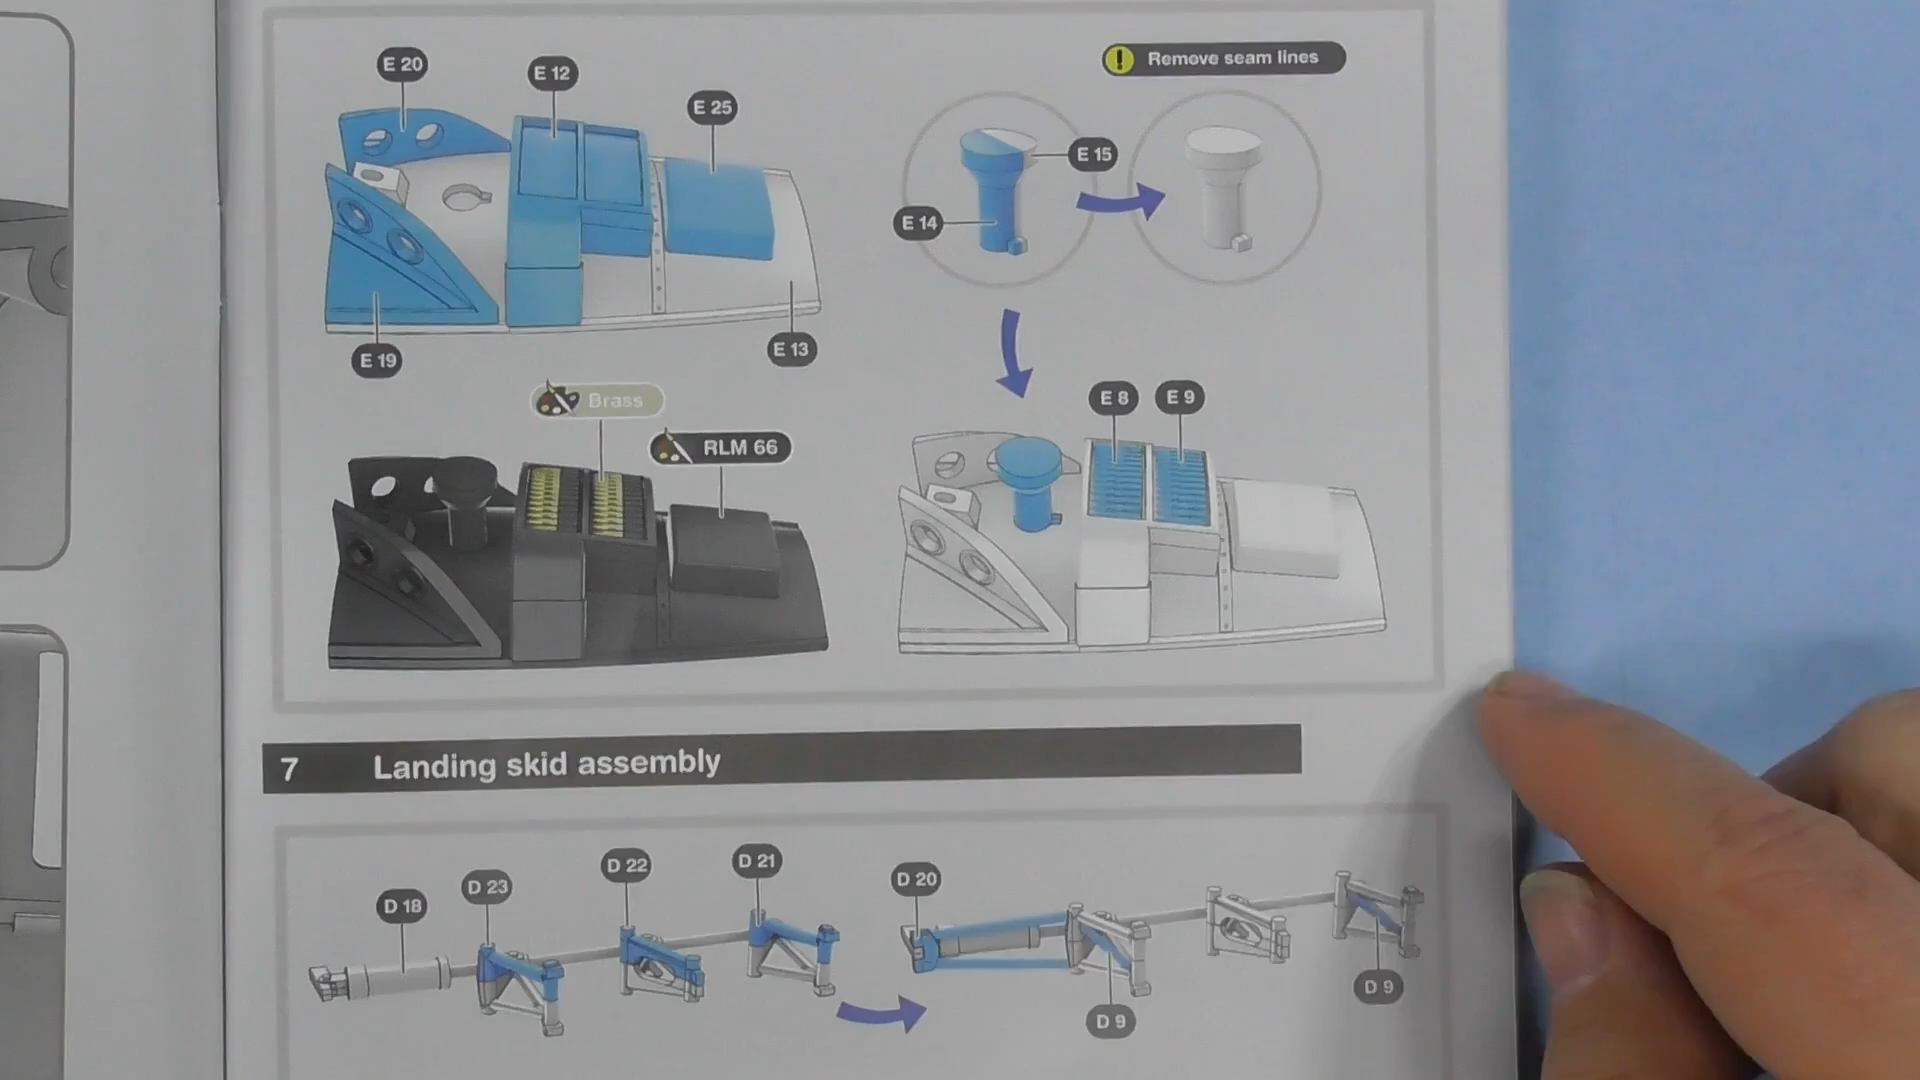 E 20
E 12
E 25
Remove seam lines
E 15
E 14
E 19
E 13
Brass
RLM 66
E 8
E 9
7 Landing skid assembly
D 18
D 23
D 22
D 21
D 20
D 9
D 9